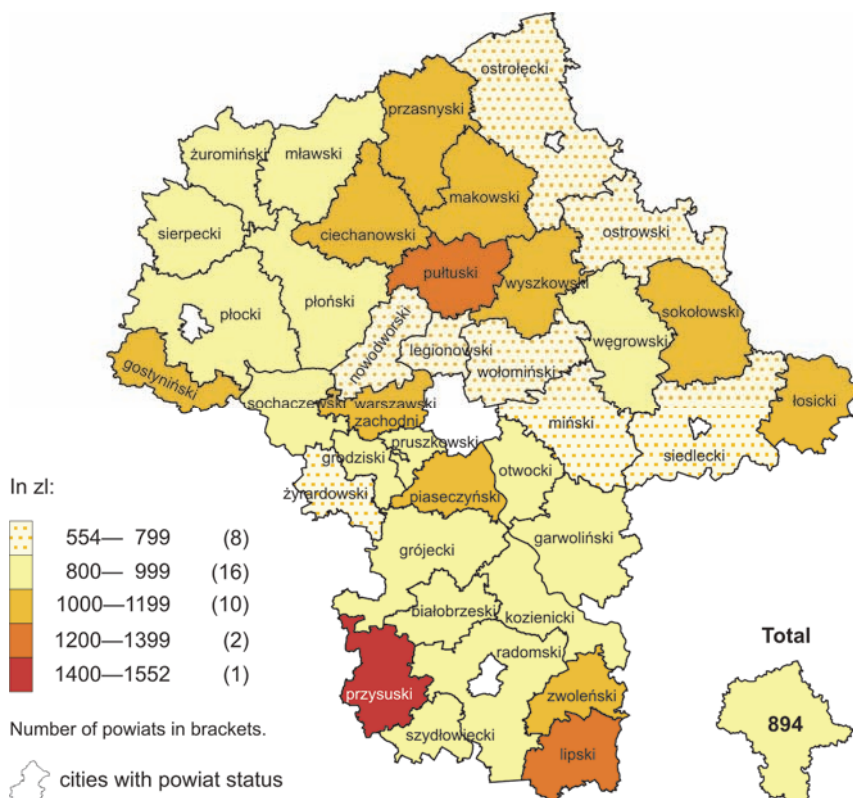 ostrołęcki
przasnyski
żuromiński
mławski
makowski
sierpecki
ciechanowski
ostrowski
pułtuski
wyszkowski
sokołowski
płocki
płoński
nowodworski
węgrowski
legionowski
wołomiński
gostyniński
sochaczewski
warszawski
zachodni
łosicki
miński
siedlecki
pruszkowski
grodziski
otwocki
żyrardowski
piaseczyński
garwoliński
grójecki
białobrzeski
kozienicki
radomski
przysuski
zwoleński
szydłowiecki
lipski
In zl:
554— 799 (8)
800— 999 (16)
1000—1199 (10)
1200—1399 (2)
1400—1552 (1)
Number of powiats in brackets.
cities with powiat status
Total
894